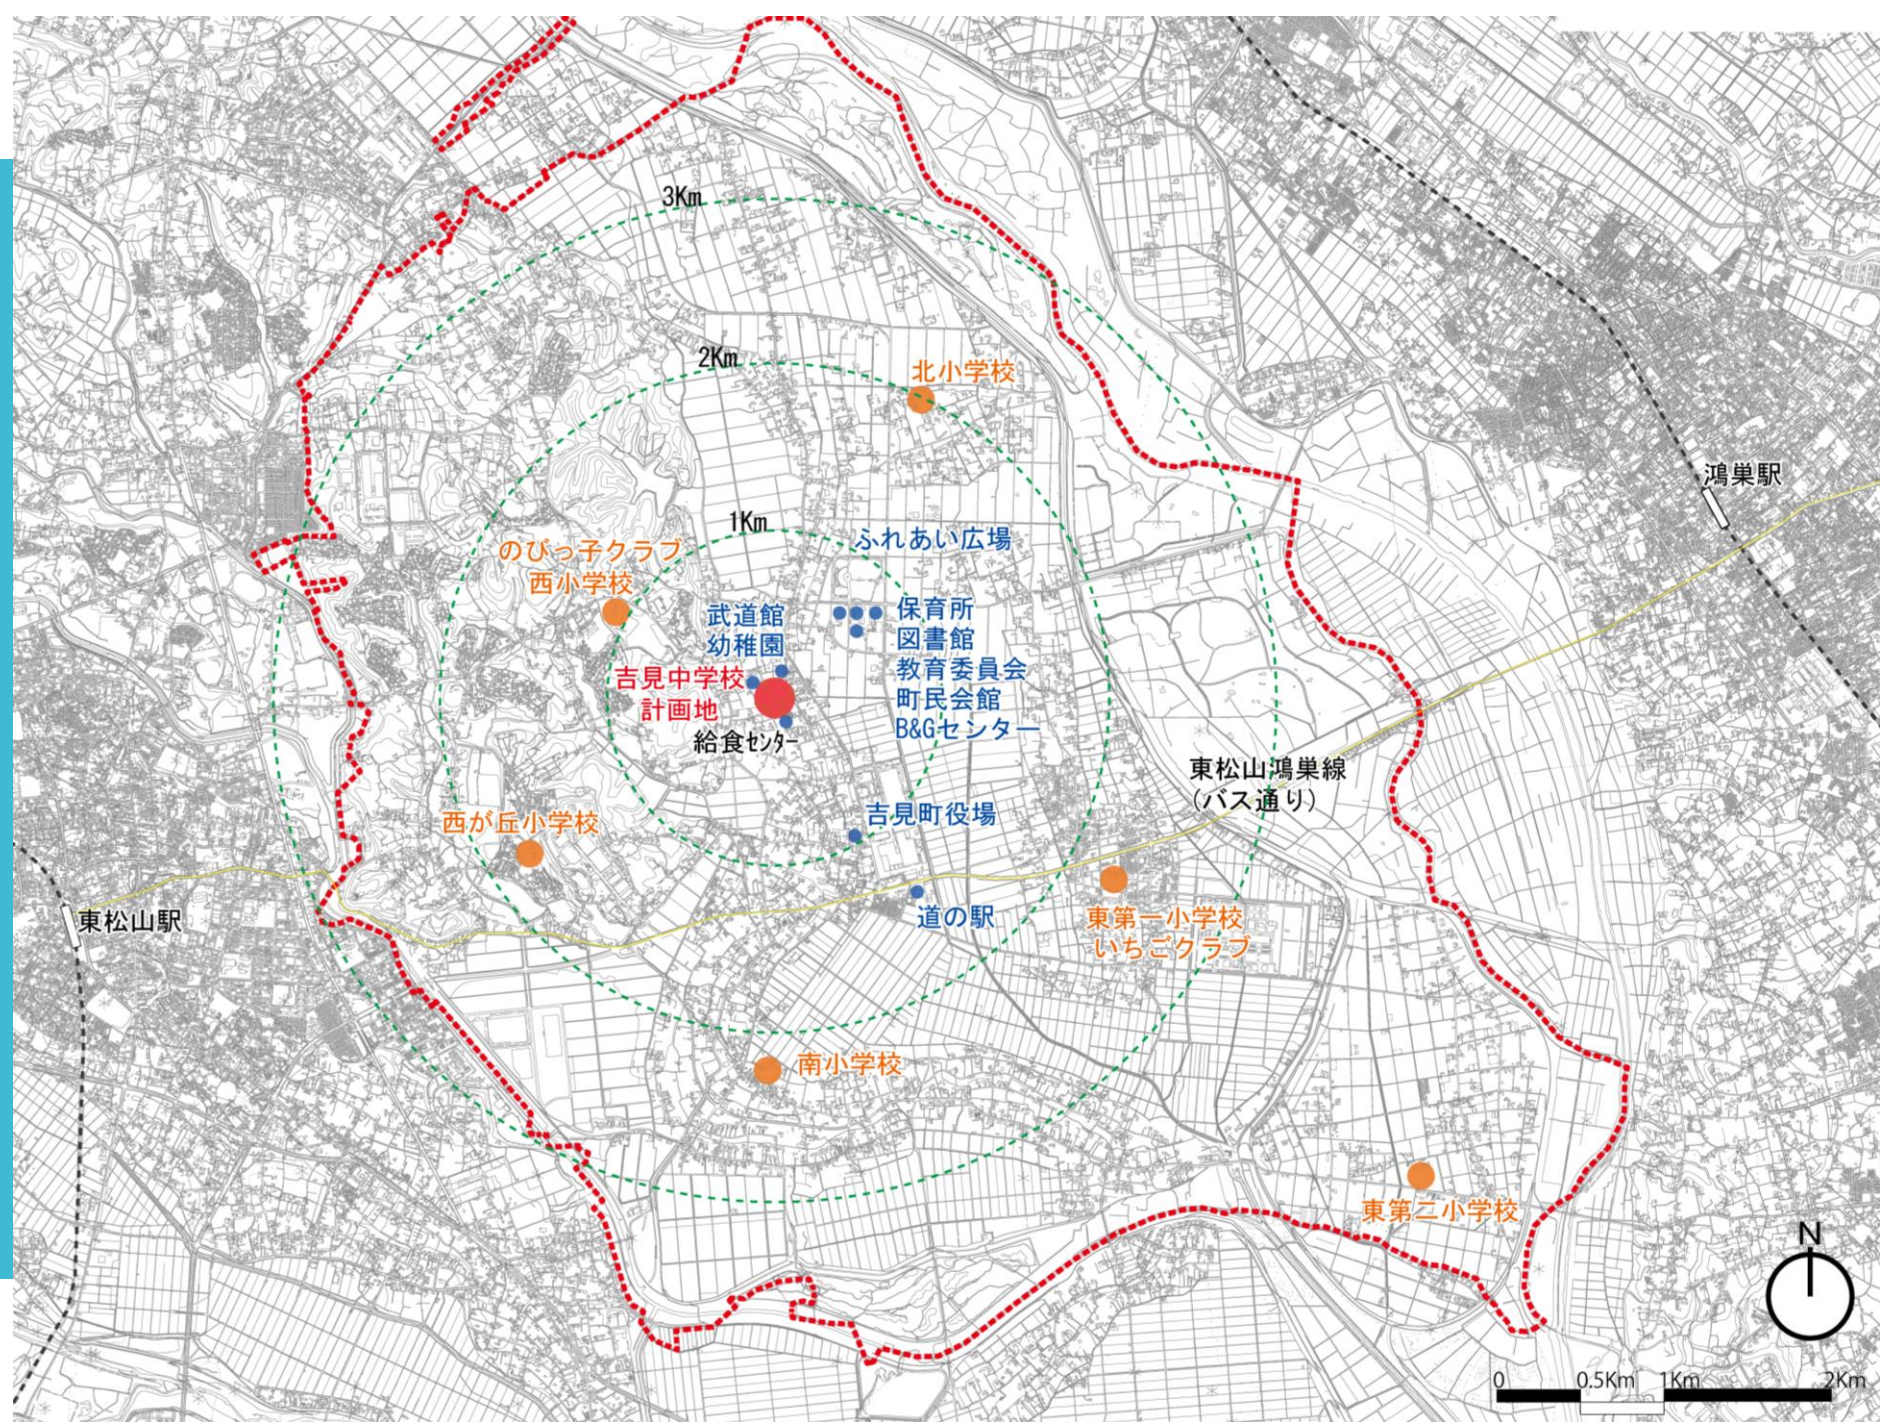 3Km
2Km
北小学校
鴻巣駅
1Km
ふれあい広場
のびっ子クラブ
西小学校
武道館
幼稚園
保育所
図書館
教育委員会
町民会館
B&Gセンター
吉見中学校
計画地
給食センター
東松山鴻巣線
(バス通り)
西が丘小学校
吉見町役場
東松山駅
道の駅
東第一小学校
いちごクラブ
南小学校
東第二小学校
N
0 0.5Km 1Km 2Km